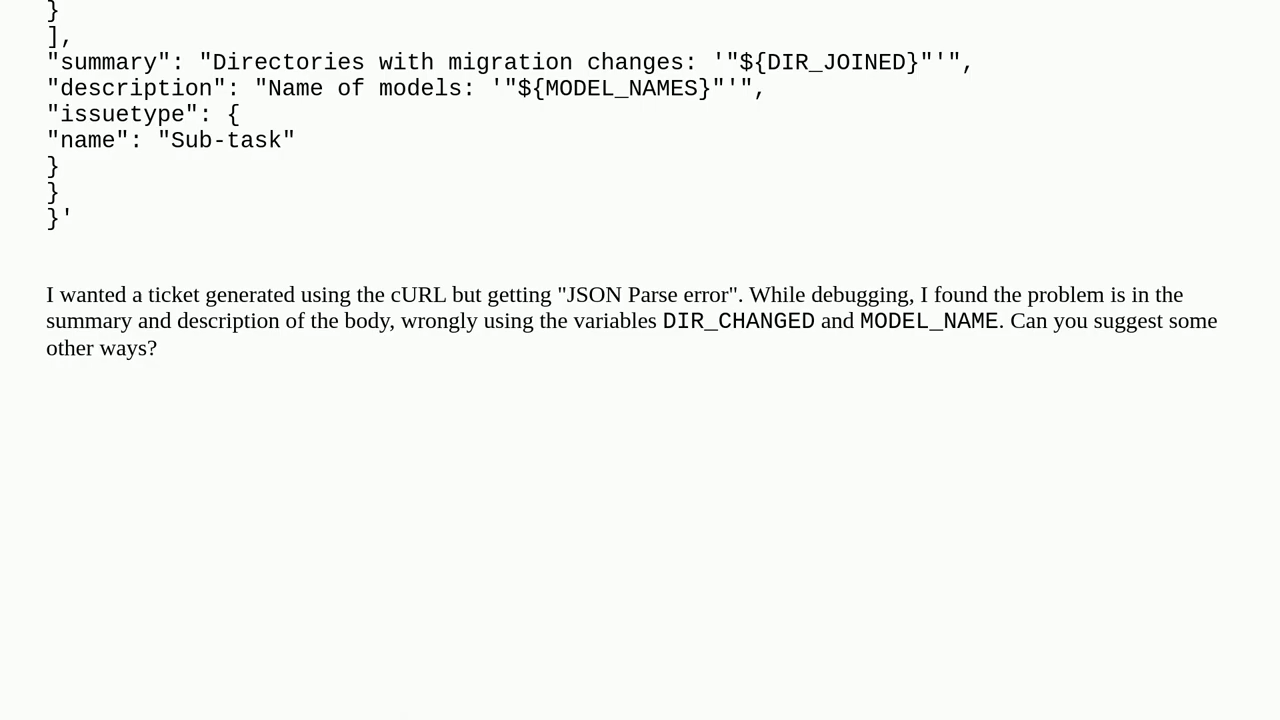 }
],
"summary": "Directories with migration changes: '"${DIR_JOINED}"'",
"description": "Name of models: '"${MODEL_NAMES}"'",
"issuetype": {
"name": "Sub-task"
}
}
}'
I wanted a ticket generated using the cURL but getting "JSON Parse error". While debugging, I found the problem is in the
summary and description of the body, wrongly using the variables DIR_CHANGED and MODEL_NAME. Can you suggest some
other ways?